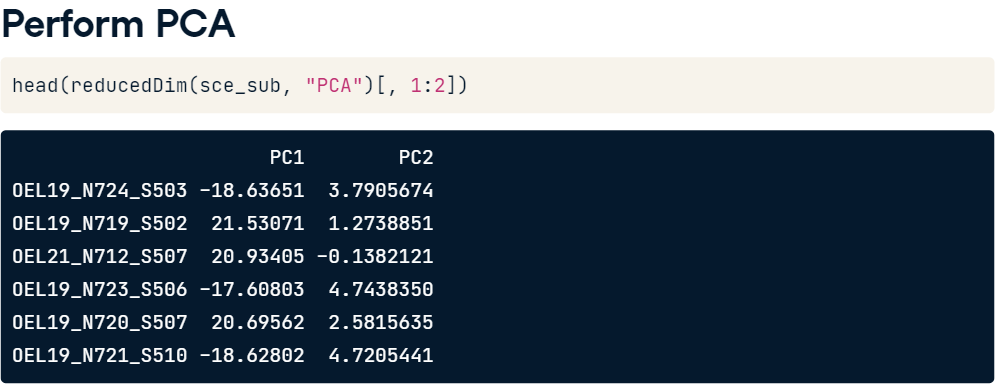 Perform PCA
head(reducedDim(sce_sub, "PCA")[, 1:2])
PC1 PC2
OEL19_N724_S503 -18.63651 3.7905674
OEL19_N719_S502 21.53071 1.2738851
OEL21_N712_S507 20.93405 -0.1382121
OEL19_N723_S506 -17.60803 4.7438350
OEL19_N720_S507 20.69562 2.5815635
OEL19_N721_S510 -18.62802 4.7205441